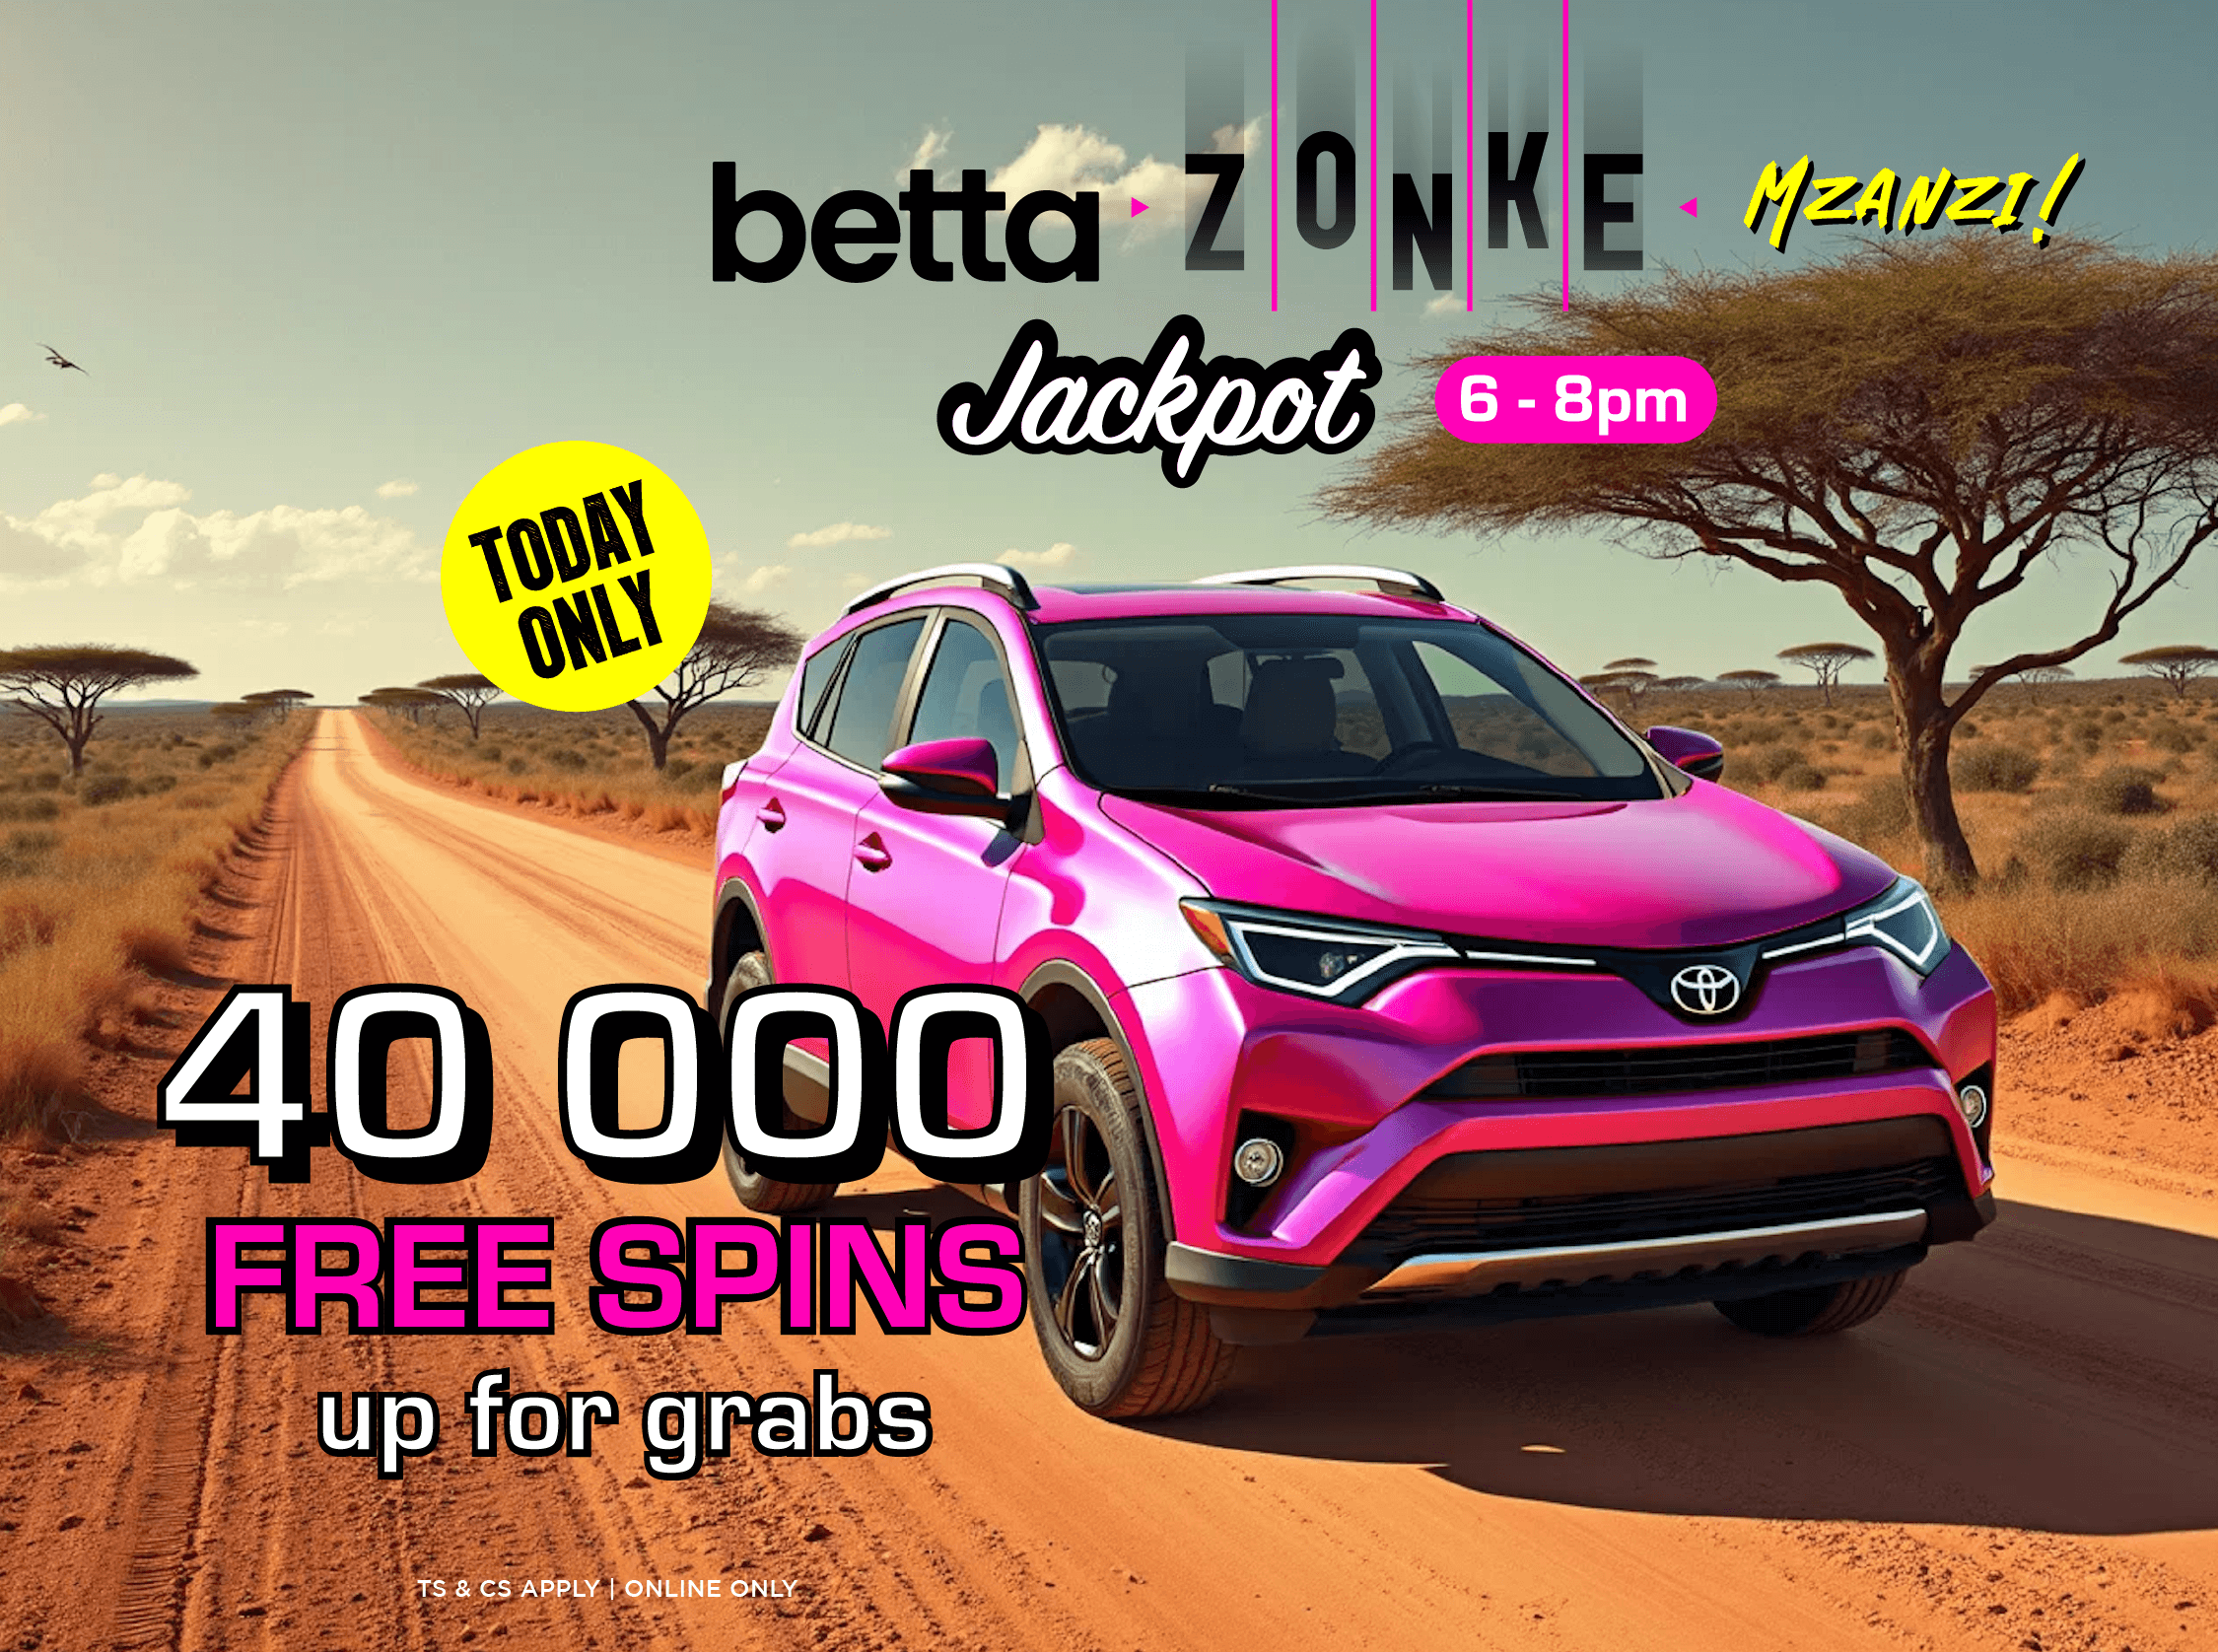 betta ZONKE MZANZI!
Jackpot 6 - 8pm
TODAY
ONLY
40 000
FREE SPINS
up for grabs
TS & CS APPLY | ONLINE ONLY